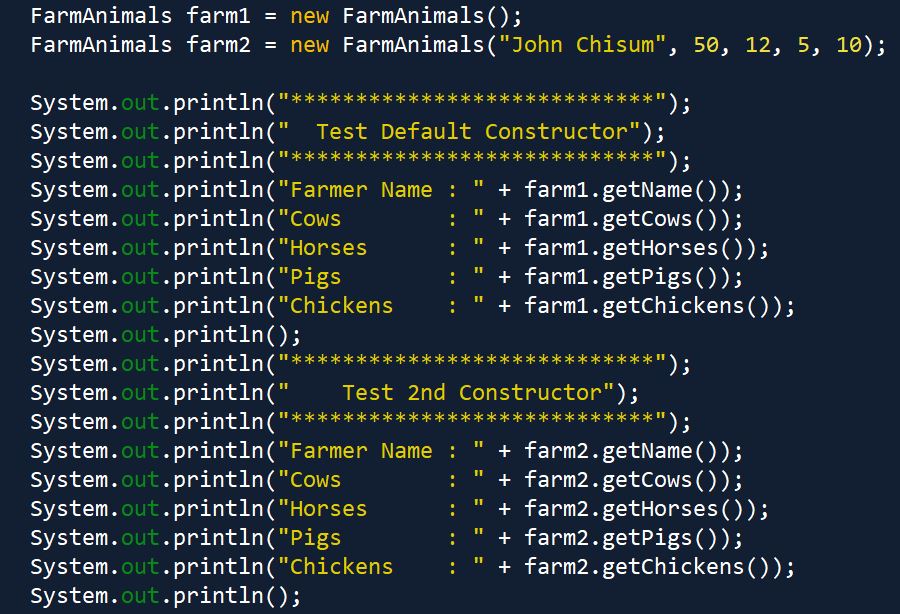 FarmAnimals farm1 = new FarmAnimals();
FarmAnimals farm2 = new FarmAnimals("John Chisum", 50, 12, 5, 10);

System.out.println("****************************");
System.out.println("  Test Default Constructor");
System.out.println("****************************");
System.out.println("Farmer Name : " + farm1.getName());
System.out.println("Cows        : " + farm1.getCows());
System.out.println("Horses      : " + farm1.getHorses());
System.out.println("Pigs        : " + farm1.getPigs());
System.out.println("Chickens    : " + farm1.getChickens());
System.out.println();
System.out.println("****************************");
System.out.println("    Test 2nd Constructor");
System.out.println("****************************");
System.out.println("Farmer Name : " + farm2.getName());
System.out.println("Cows        : " + farm2.getCows());
System.out.println("Horses      : " + farm2.getHorses());
System.out.println("Pigs        : " + farm2.getPigs());
System.out.println("Chickens    : " + farm2.getChickens());
System.out.println();